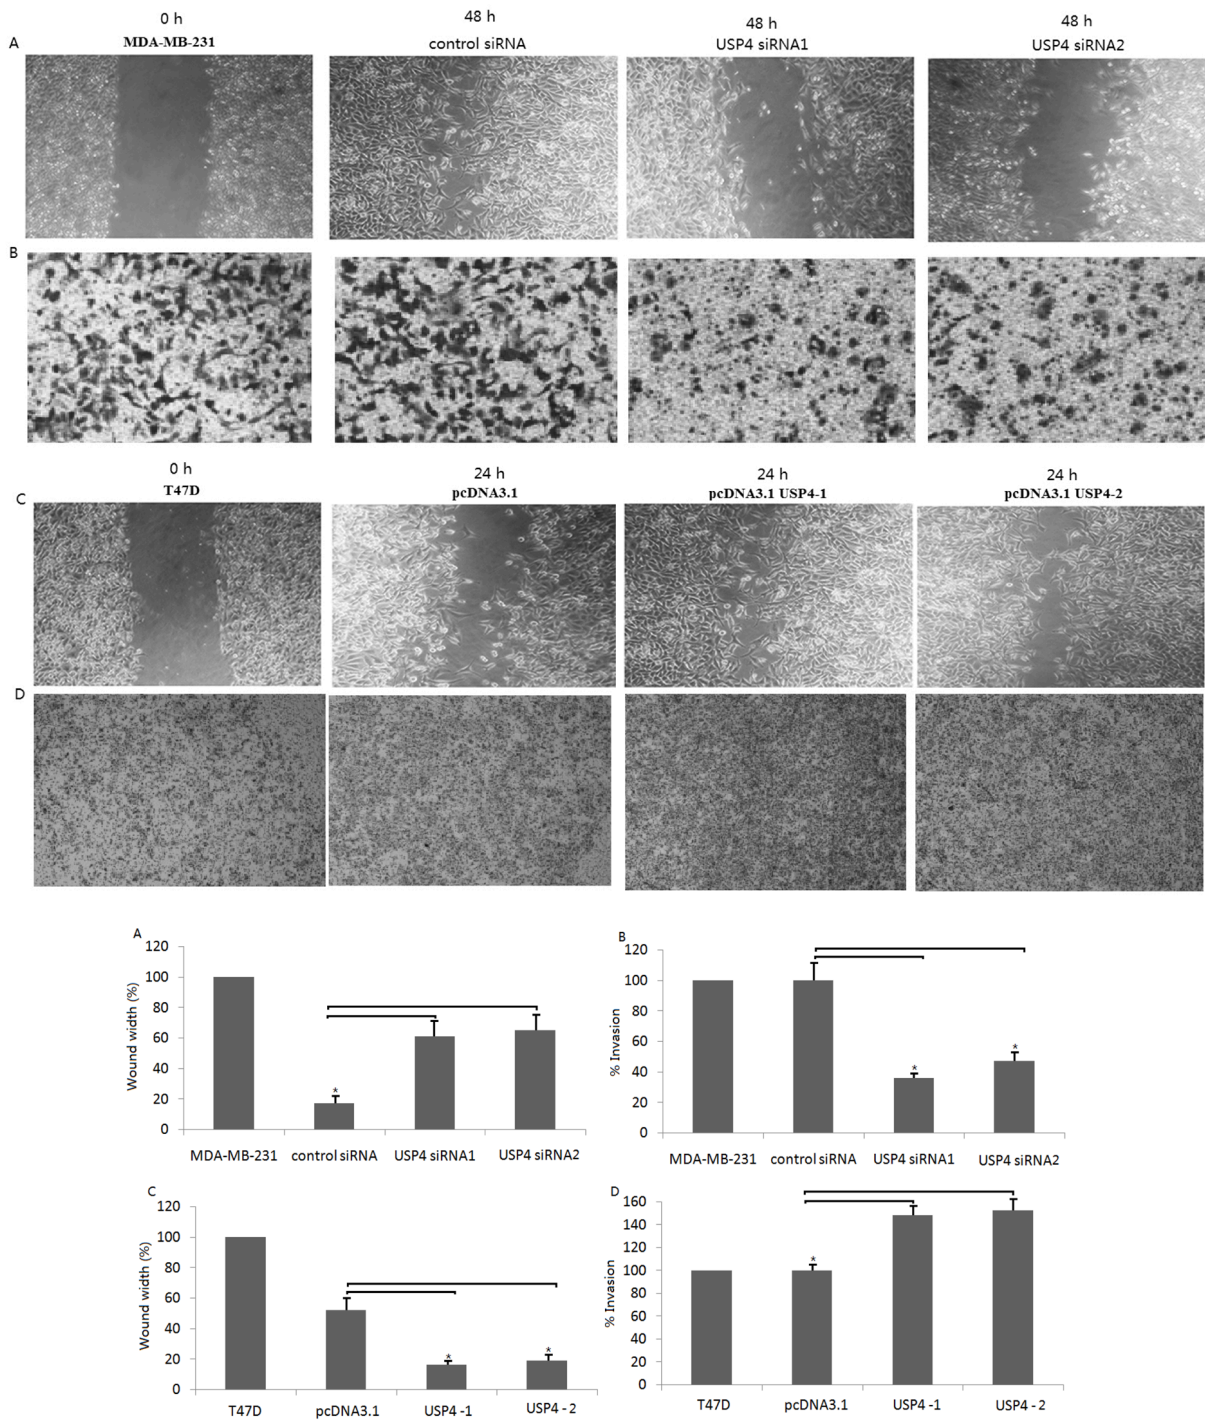 0 h 48 h 48 h 48 h
A MDA-MB-231 control siRNA USP4 siRNA1 USP4 siRNA2
B
0 h 24 h 24 h 24 h
T47D pcDNA3.1 pcDNA3.1 USP4-1 pcDNA3.1 USP4-2
C
D
A
Wound width (%)
120
100
80
60
40
20
0
*
MDA-MB-231 control siRNA USP4 siRNA1 USP4 siRNA2
B
% Invasion
120
100
80
60
40
20
0
* *
MDA-MB-231 control siRNA USP4 siRNA1 USP4 siRNA2
C
Wound width (%)
120
100
80
60
40
20
0
* *
T47D pcDNA3.1 USP4 -1 USP4 - 2
D
% Invasion
160
140
120
100
80
60
40
20
0
*
T47D pcDNA3.1 USP4 -1 USP4 - 2